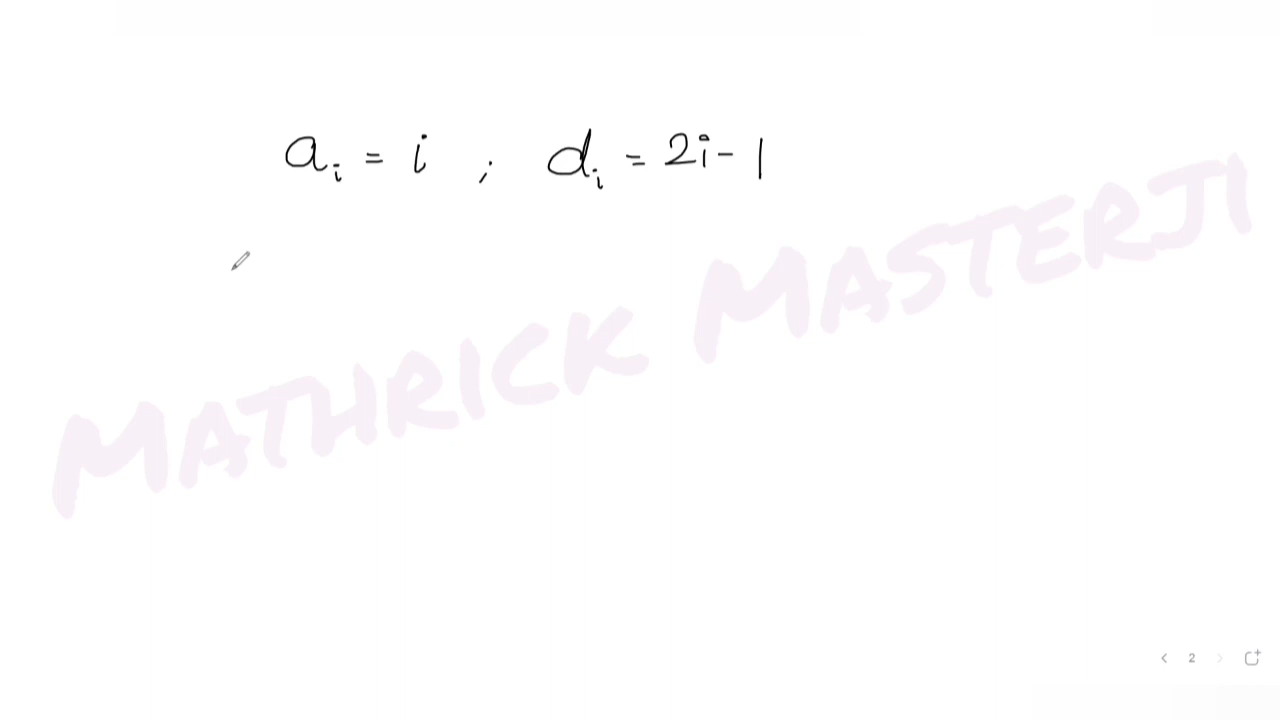 aᵢ = i ; dᵢ = 2i - 1
MATHRICK MASTERJI
< 2 >